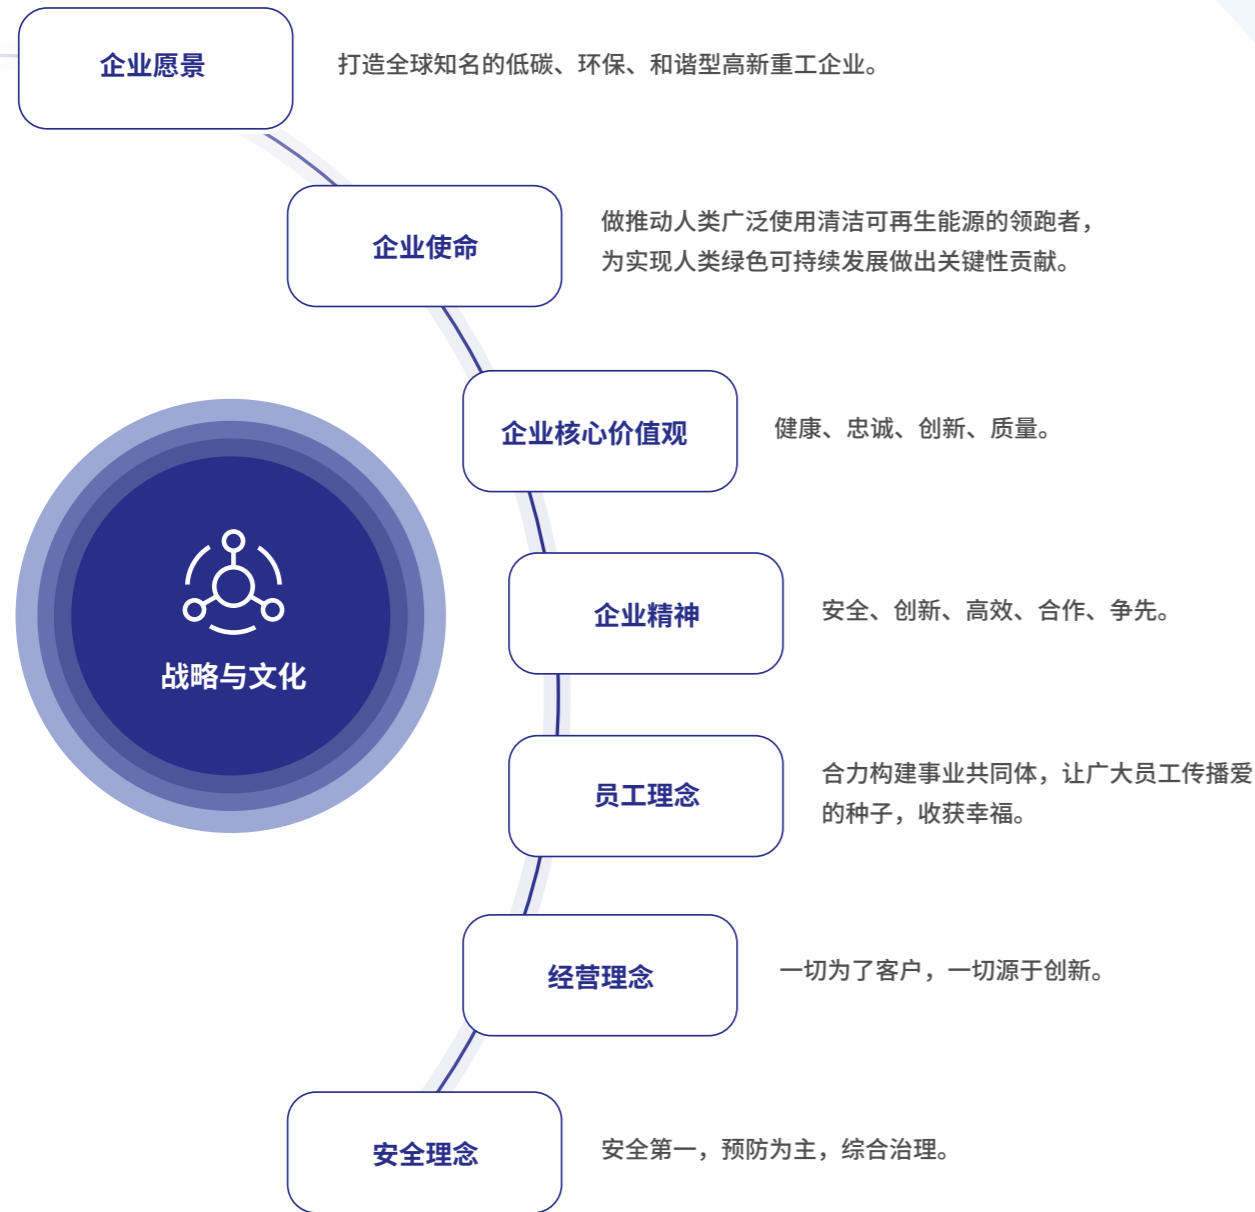 企业愿景
打造全球知名的低碳、环保、和谐型高新重工企业。
企业使命
做推动人类广泛使用清洁可再生能源的领跑者，
为实现人类绿色可持续发展做出关键性贡献。
企业核心价值观
健康、忠诚、创新、质量。
战略与文化
企业精神
安全、创新、高效、合作、争先。
员工理念
合力构建事业共同体，让广大员工传播爱
的种子，收获幸福。
经营理念
一切为了客户，一切源于创新。
安全理念
安全第一，预防为主，综合治理。